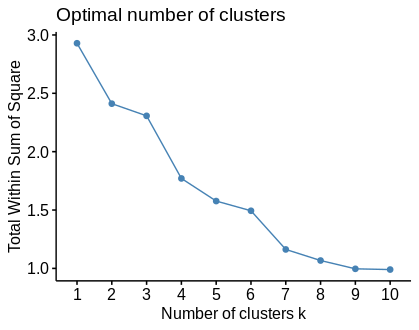 Optimal number of clusters
Total Within Sum of Square
3.0
2.5
2.0
1.5
1.0
1 2 3 4 5 6 7 8 9 10
Number of clusters k